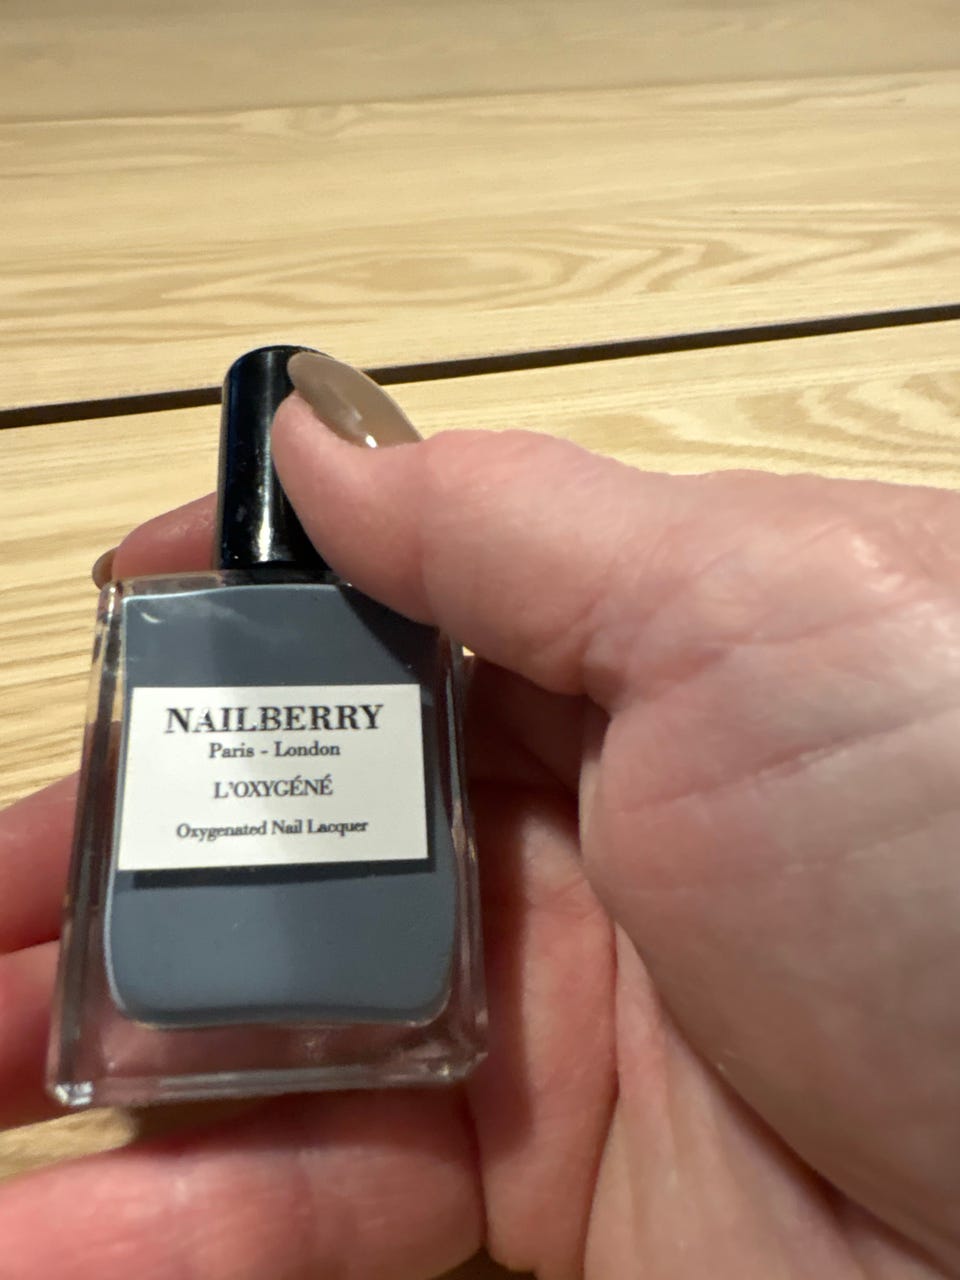 NAILBERRY
Paris - London
L'OXYGÉNÉ
Oxygenated Nail Lacquer